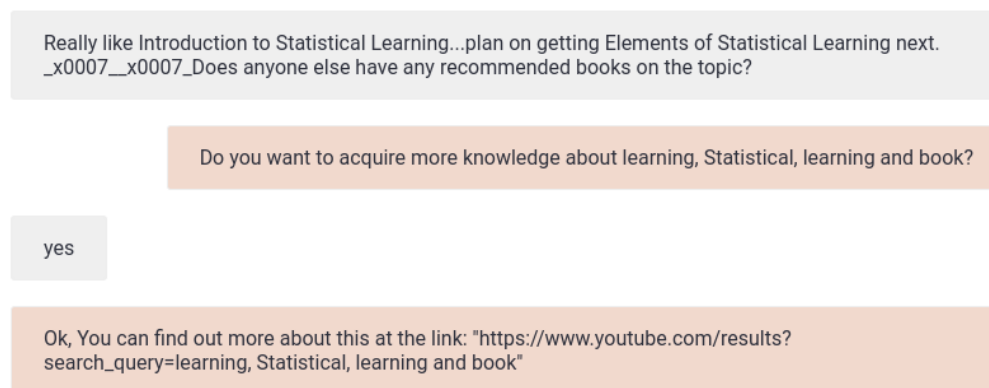 Really like Introduction to Statistical Learning...plan on getting Elements of Statistical Learning next.
_x0007__x0007_Does anyone else have any recommended books on the topic?
Do you want to acquire more knowledge about learning, Statistical, learning and book?
yes
Ok, You can find out more about this at the link: "https://www.youtube.com/results?
search_query=learning, Statistical, learning and book"